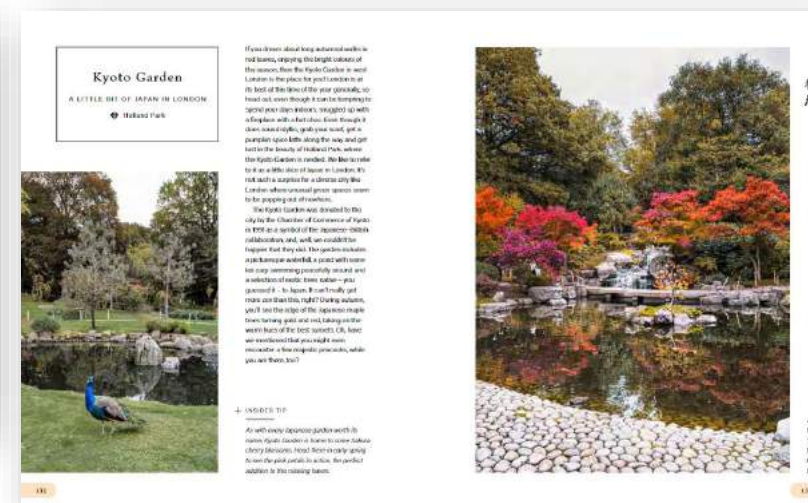 Kyoto Garden
A LITTLE BIT OF JAPAN IN LONDON
Holland Park
If you dream about long autumnal walks in
red leaves, enjoying the bright colours of
the season, then the Kyoto Garden in west
London is the place for you! London is at
its best at this time of the year generally, so
head out, even though it can be tempting to
spend your days indoors, snuggled up with
a fireplace with a hot choc. Even though it
does sound idyllic, grab your scarf, get a
pumpkin spice latte along the way and get
lost in the beauty of Holland Park, where
the Kyoto Garden is nestled. We like to refer
to it as a little slice of Japan in London. It's
not such a surprise for a diverse city like
London where unusual green spaces seem
to be popping out of nowhere.
The Kyoto Garden was donated to the
city by the Chamber of Commerce of Kyoto
in 1991 as a symbol of the Japanese–British
collaboration, and, well, we couldn't be
happier that they did. The garden includes
a picturesque waterfall, a pond with some
koi carp swimming peacefully around and
a selection of exotic trees native – you
guessed it – to Japan. It can't really get
more zen than this, right? During autumn,
you'll see the edge of the Japanese maple
trees turning gold and red, taking on the
warm hues of the best sunsets. Oh, have
we mentioned that you might even
encounter a few majestic peacocks, while
you are there, too?
+ INSIDER TIP
As with every Japanese garden worth its
name, Kyoto Garden is home to some Sakura
cherry blossoms. Head there in early spring
to see the pink petals in action, the perfect
addition to this relaxing haven.